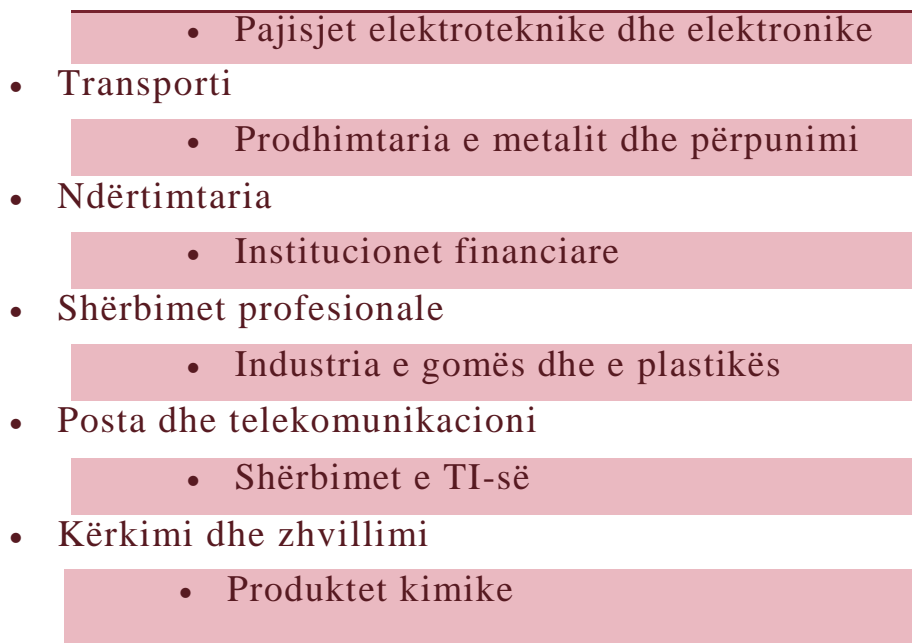 • Pajisjet elektroteknike dhe elektronike
• Transporti
• Prodhimtaria e metalit dhe përpunimi
• Ndërtimtaria
• Institucionet financiare
• Shërbimet profesionale
• Industria e gomës dhe e plastikës
• Posta dhe telekomunikacioni
• Shërbimet e TI-së
• Kërkimi dhe zhvillimi
• Produktet kimike